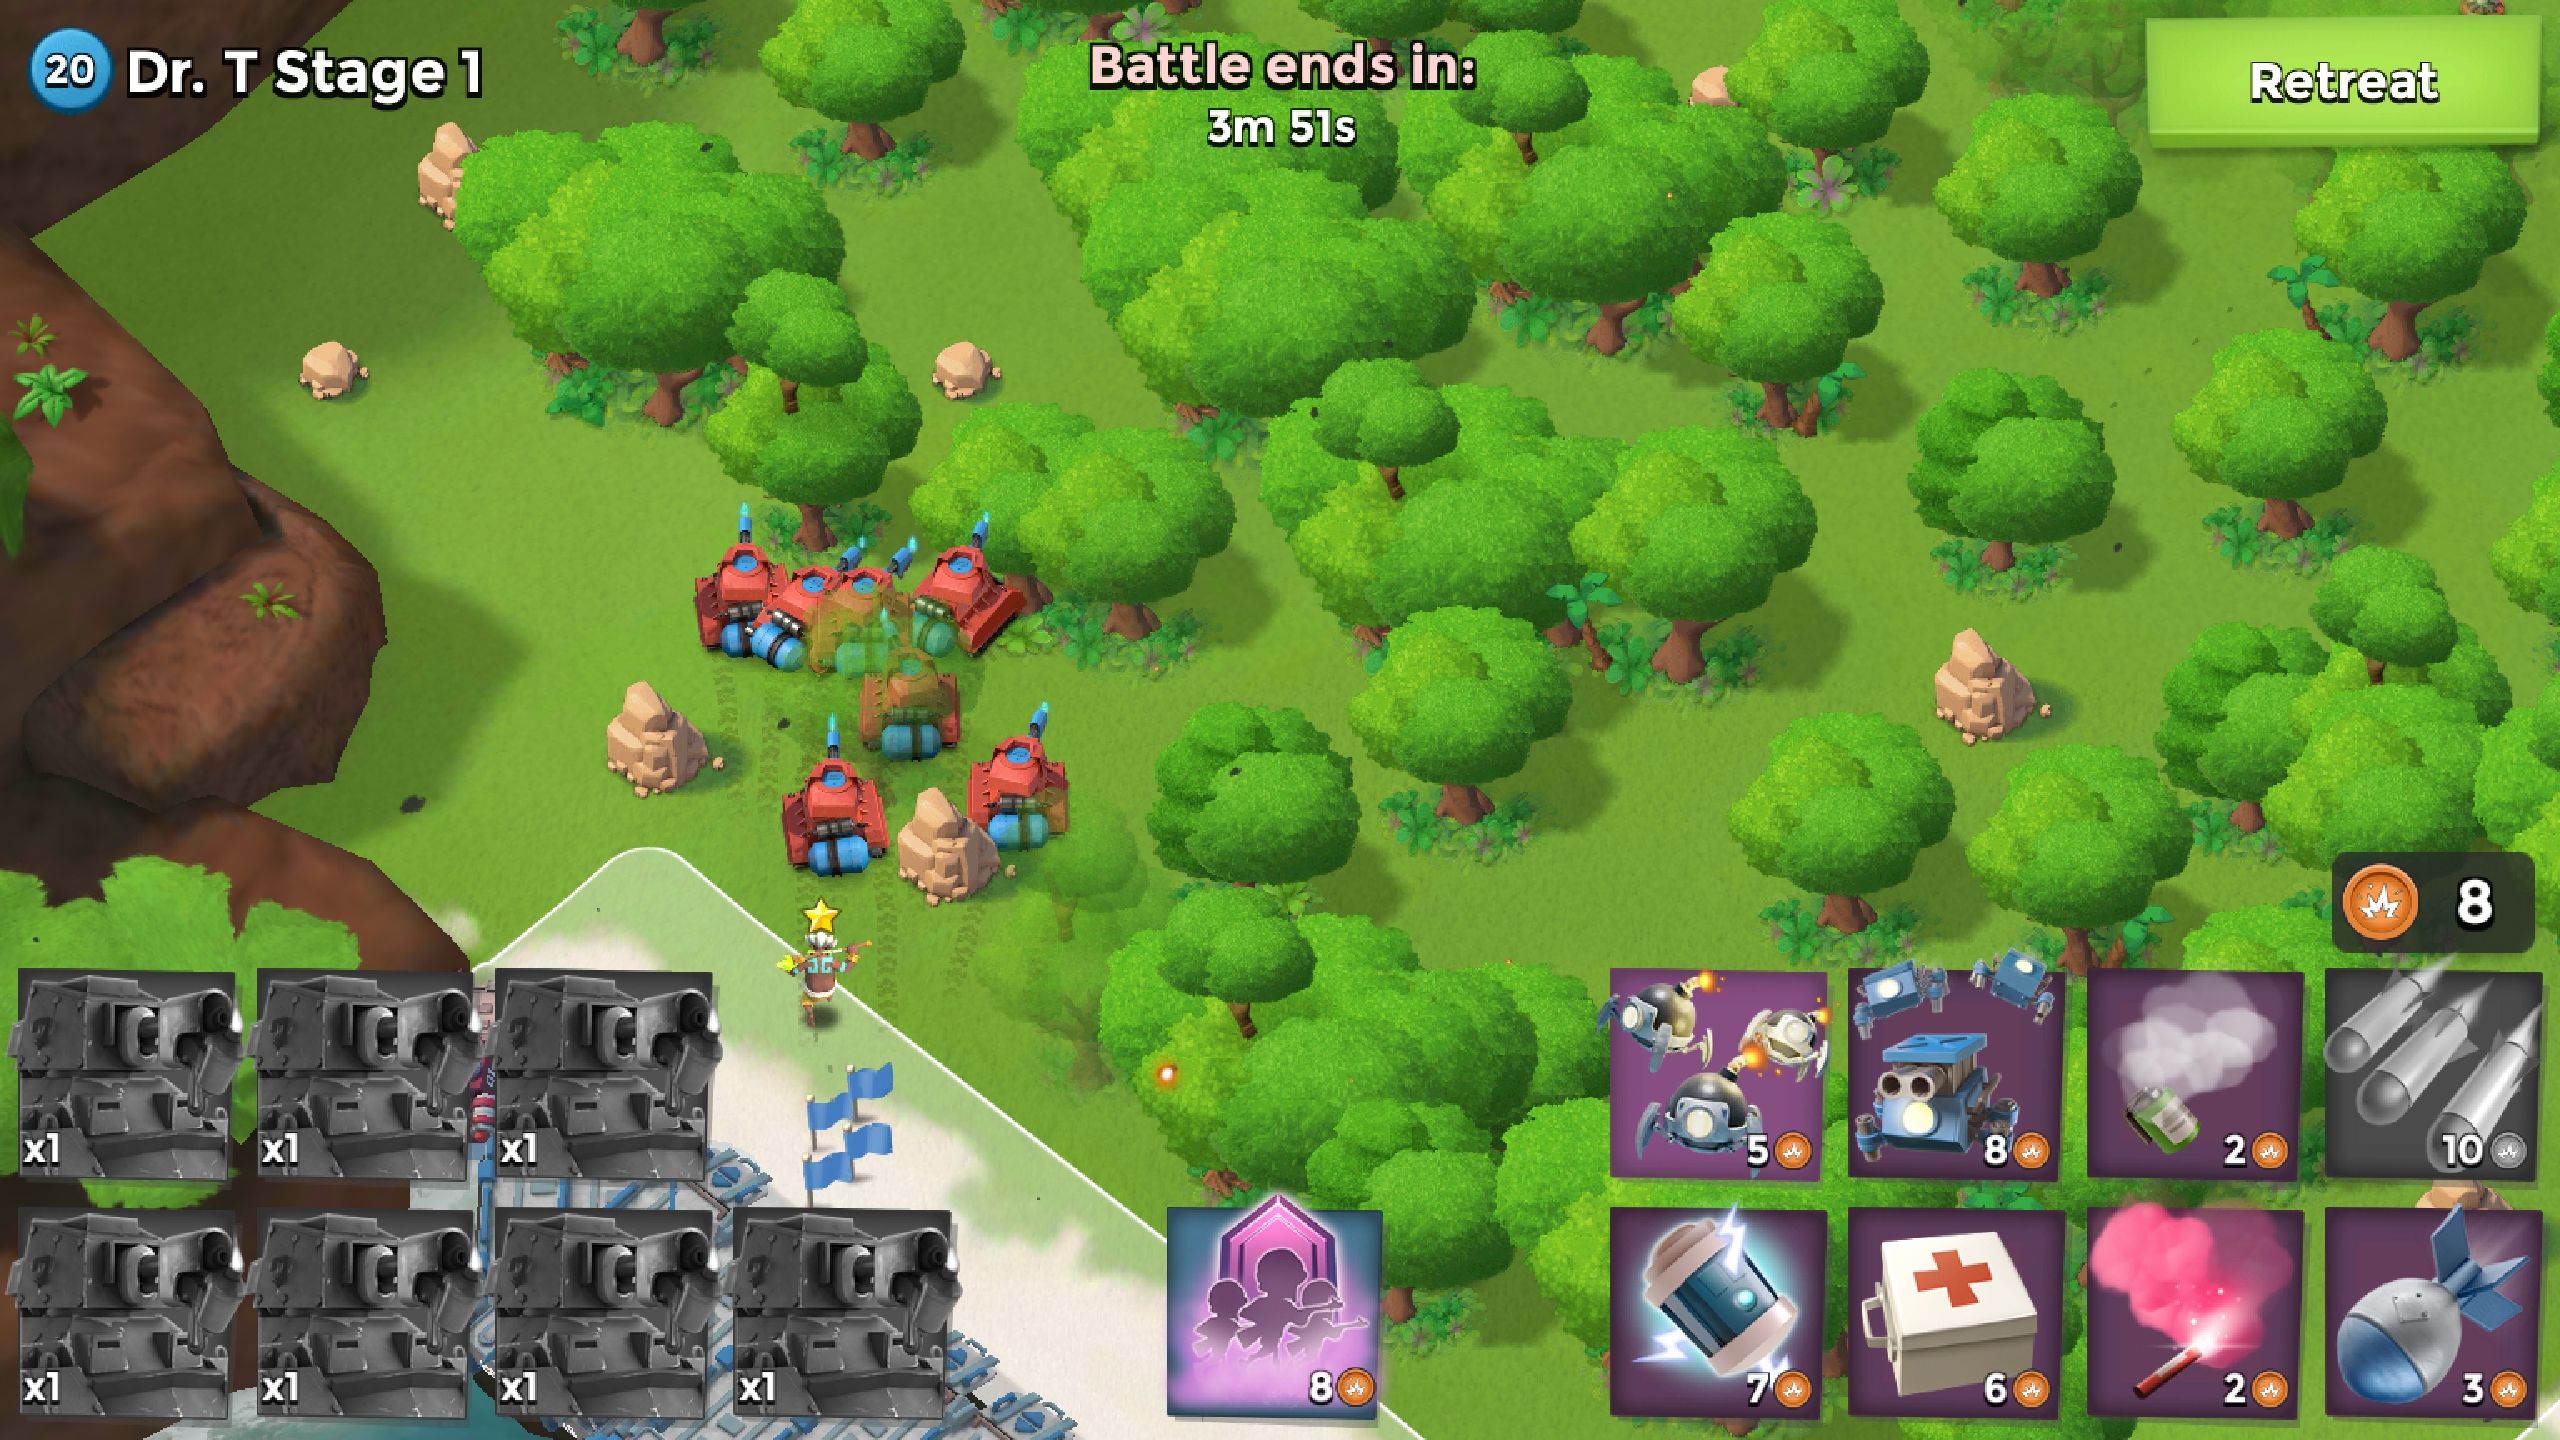 20 Dr. T Stage 1
Battle ends in:
3m 51s
Retreat
8
x1 x1 x1
5 8 2 10
x1 x1 x1 x1
8
7 6 2 3